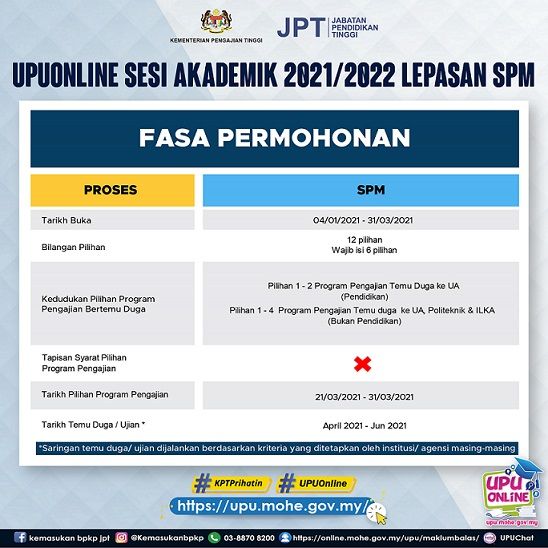 KEMENTERIAN PENGAJIAN TINGGI
JPT JABATAN
PENDIDIKAN
TINGGI
UPUONLINE SESI AKADEMIK 2021/2022 LEPASAN SPM
FASA PERMOHONAN
PROSES
SPM
Tarikh Buka
04/01/2021 - 31/03/2021
Bilangan Pilihan
12 pilihan
Wajib isi 6 pilihan
Kedudukan Pilihan Program
Pengajian Bertemu Duga
Pilihan 1 - 2 Program Pengajian Temu Duga ke UA
(Pendidikan)
Pilihan 1 - 4 Program Pengajian Temu duga ke UA, Politeknik & ILKA
(Bukan Pendidikan)
Tapisan Syarat Pilihan
Program Pengajian
Tarikh Pilihan Program Pengajian
21/03/2021 - 31/03/2021
Tarikh Temu Duga / Ujian *
April 2021 - Jun 2021
*Saringan temu duga/ ujian dijalankan berdasarkan kriteria yang ditetapkan oleh institusi/ agensi masing-masing
#KPTPrihatin
#UPUOnline
https://upu.mohe.gov.my/
UPU
ONLINE
upu.mohe.gov.my
kemasukan bpkp jpt
@Kemasukanbpkp
03-8870 8200
online.mohe.gov.my/upu/maklumbalas/
UPUChat